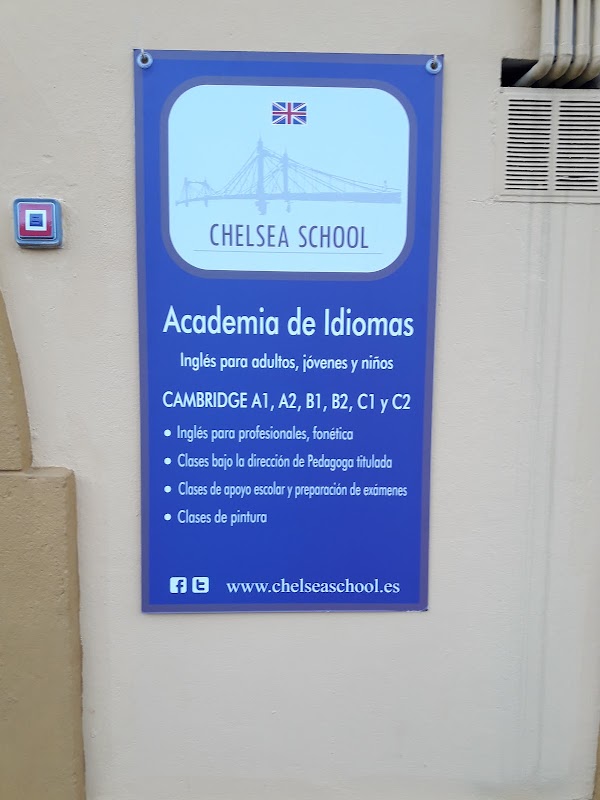 CHELSEA SCHOOL
Academia de Idiomas
Inglés para adultos, jóvenes y niños
CAMBRIDGE A1, A2, B1, B2, C1 y C2
• Inglés para profesionales, fonética
• Clases bajo la dirección de Pedagoga titulada
• Clases de apoyo escolar y preparación de exámenes
• Clases de pintura
www.chelseaschool.es